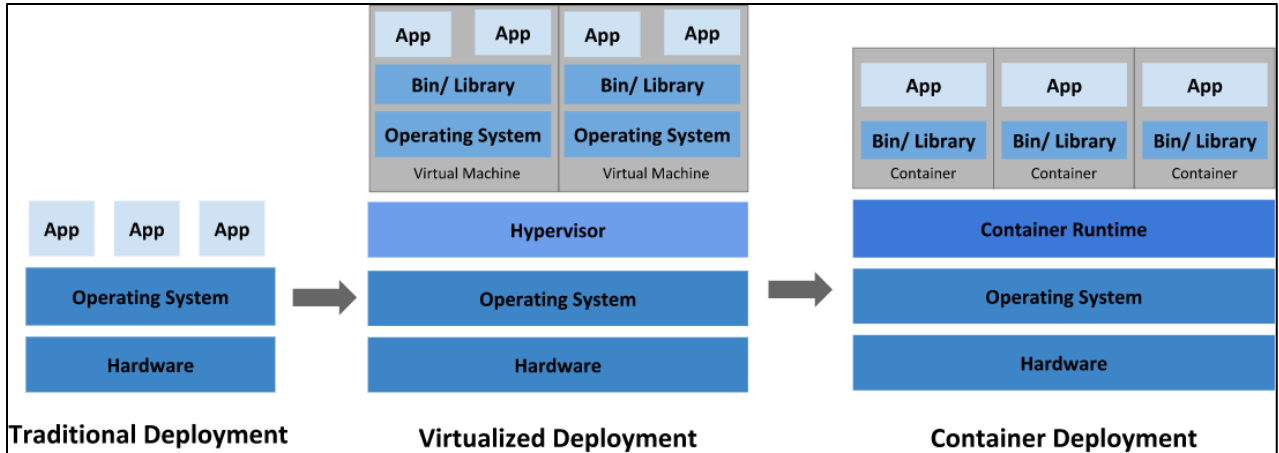 App
App
App
Operating System
Hardware
Traditional Deployment
App
App
App
App
Bin/ Library
Bin/ Library
Operating System
Operating System
Virtual Machine
Virtual Machine
Hypervisor
Operating System
Hardware
Virtualized Deployment
App
App
App
Bin/ Library
Bin/ Library
Bin/ Library
Container
Container
Container
Container Runtime
Operating System
Hardware
Container Deployment